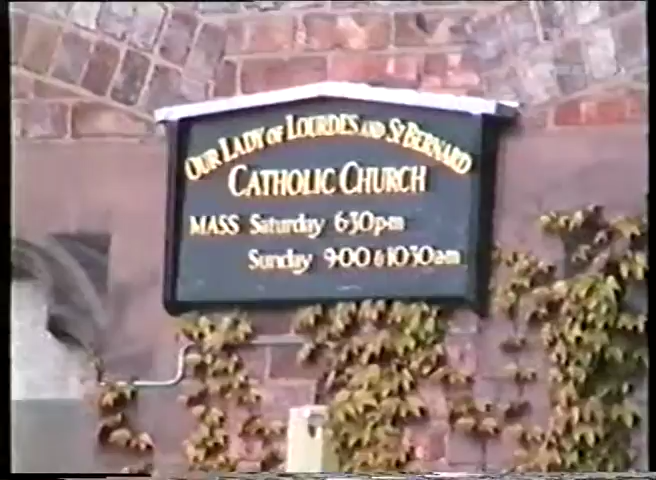 OUR LADY OF LOURDES AND St BERNARD
CATHOLIC CHURCH
MASS Saturday 6·30pm
Sunday 9·00 & 10·30am